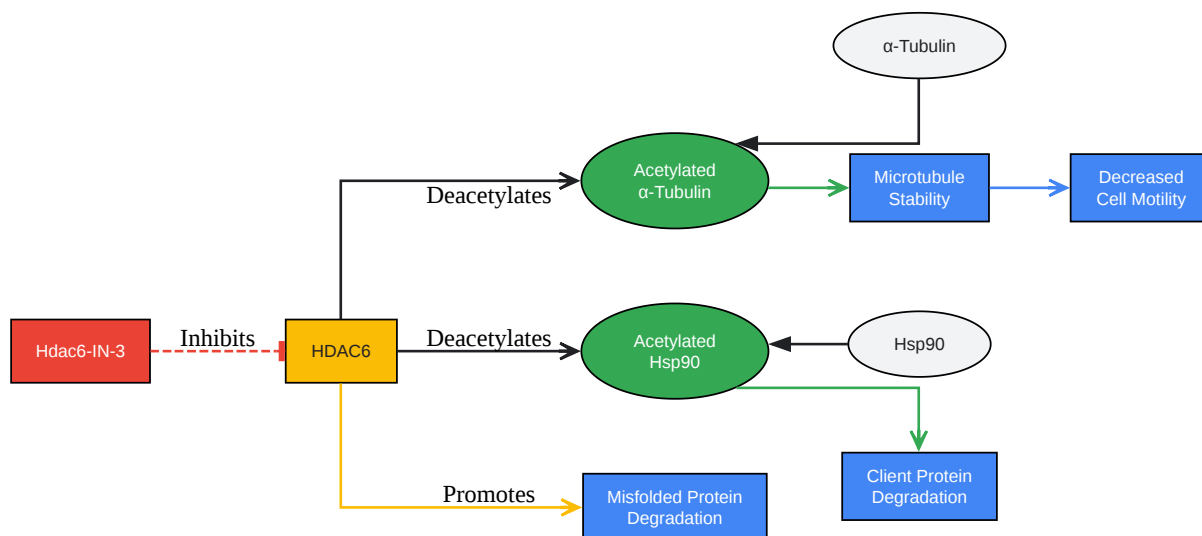 α-Tubulin
Acetylated
α-Tubulin
Microtubule
Stability
Decreased
Cell Motility
Deacetylates
Hdac6-IN-3
Inhibits
HDAC6
Deacetylates
Acetylated
Hsp90
Hsp90
Client Protein
Degradation
Promotes
Misfolded Protein
Degradation